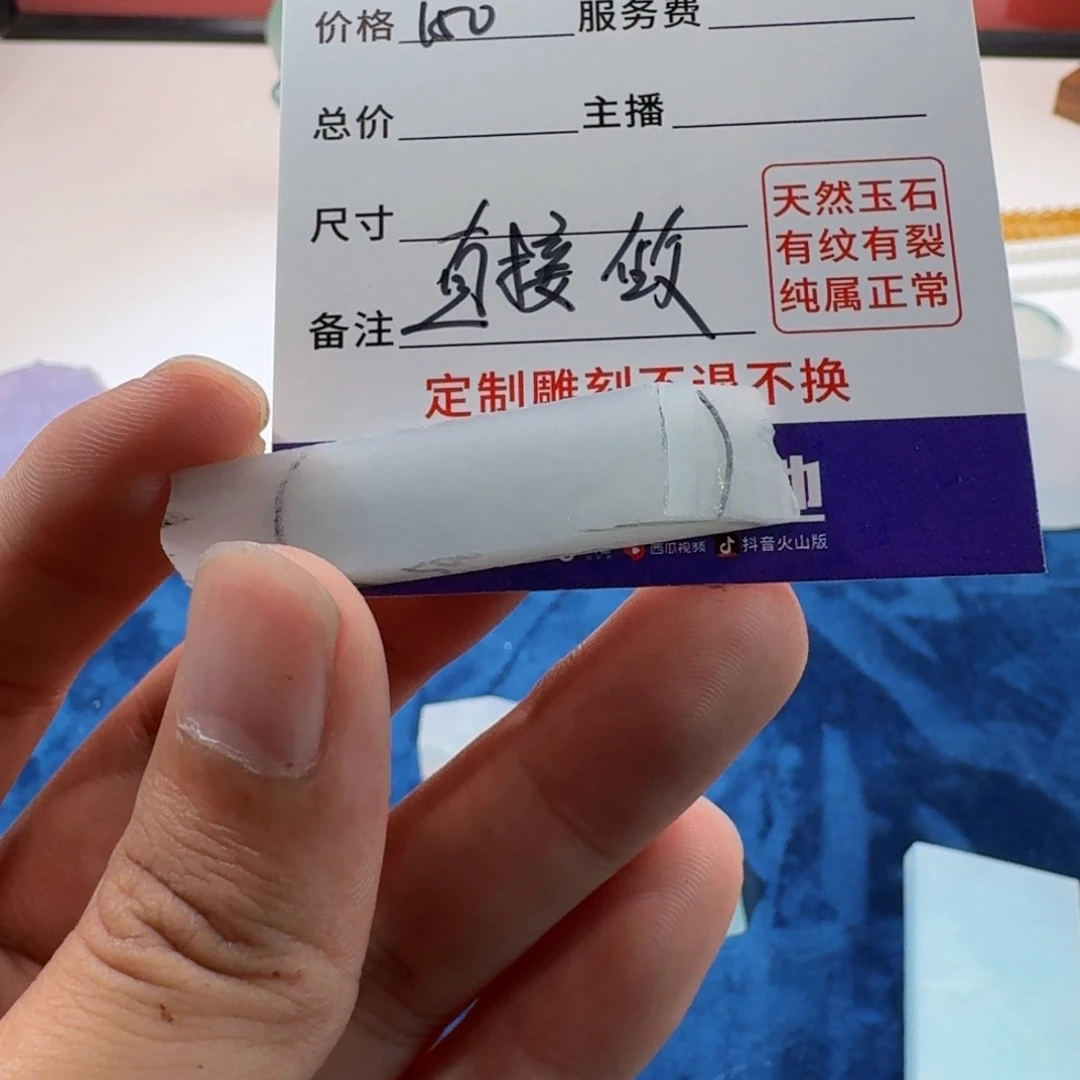 价格 650 服务费
总价 主播
尺寸
直接做
备注
天然玉石
有纹有裂
纯属正常
定制雕刻不退不换
西瓜视频 抖音火山版